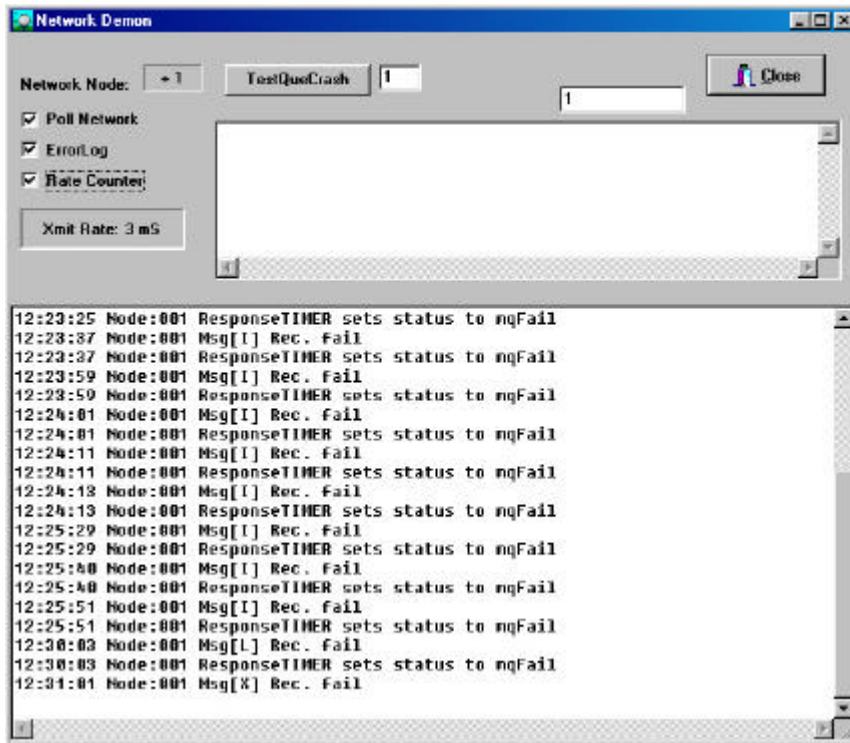 Network Demon
Network Node: + 1 TestQueCrash 1 1 Close
Poll Network
ErrorLog
Rate Counter
Xmit Rate: 3 mS
12:23:25 Node:001 ResponseTIMER sets status to mqFail
12:23:37 Node:001 Msg[I] Rec. fail
12:23:37 Node:001 ResponseTIMER sets status to mqFail
12:23:59 Node:001 Msg[I] Rec. fail
12:23:59 Node:001 ResponseTIMER sets status to mqFail
12:24:01 Node:001 Msg[I] Rec. fail
12:24:01 Node:001 ResponseTIMER sets status to mqFail
12:24:11 Node:001 Msg[I] Rec. fail
12:24:11 Node:001 ResponseTIMER sets status to mqFail
12:24:13 Node:001 Msg[I] Rec. fail
12:24:13 Node:001 ResponseTIMER sets status to mqFail
12:25:29 Node:001 Msg[I] Rec. fail
12:25:29 Node:001 ResponseTIMER sets status to mqFail
12:25:40 Node:001 Msg[I] Rec. fail
12:25:40 Node:001 ResponseTIMER sets status to mqFail
12:25:51 Node:001 Msg[I] Rec. fail
12:25:51 Node:001 ResponseTIMER sets status to mqFail
12:30:03 Node:001 Msg[L] Rec. fail
12:30:03 Node:001 ResponseTIMER sets status to mqFail
12:31:01 Node:001 Msg[X] Rec. fail